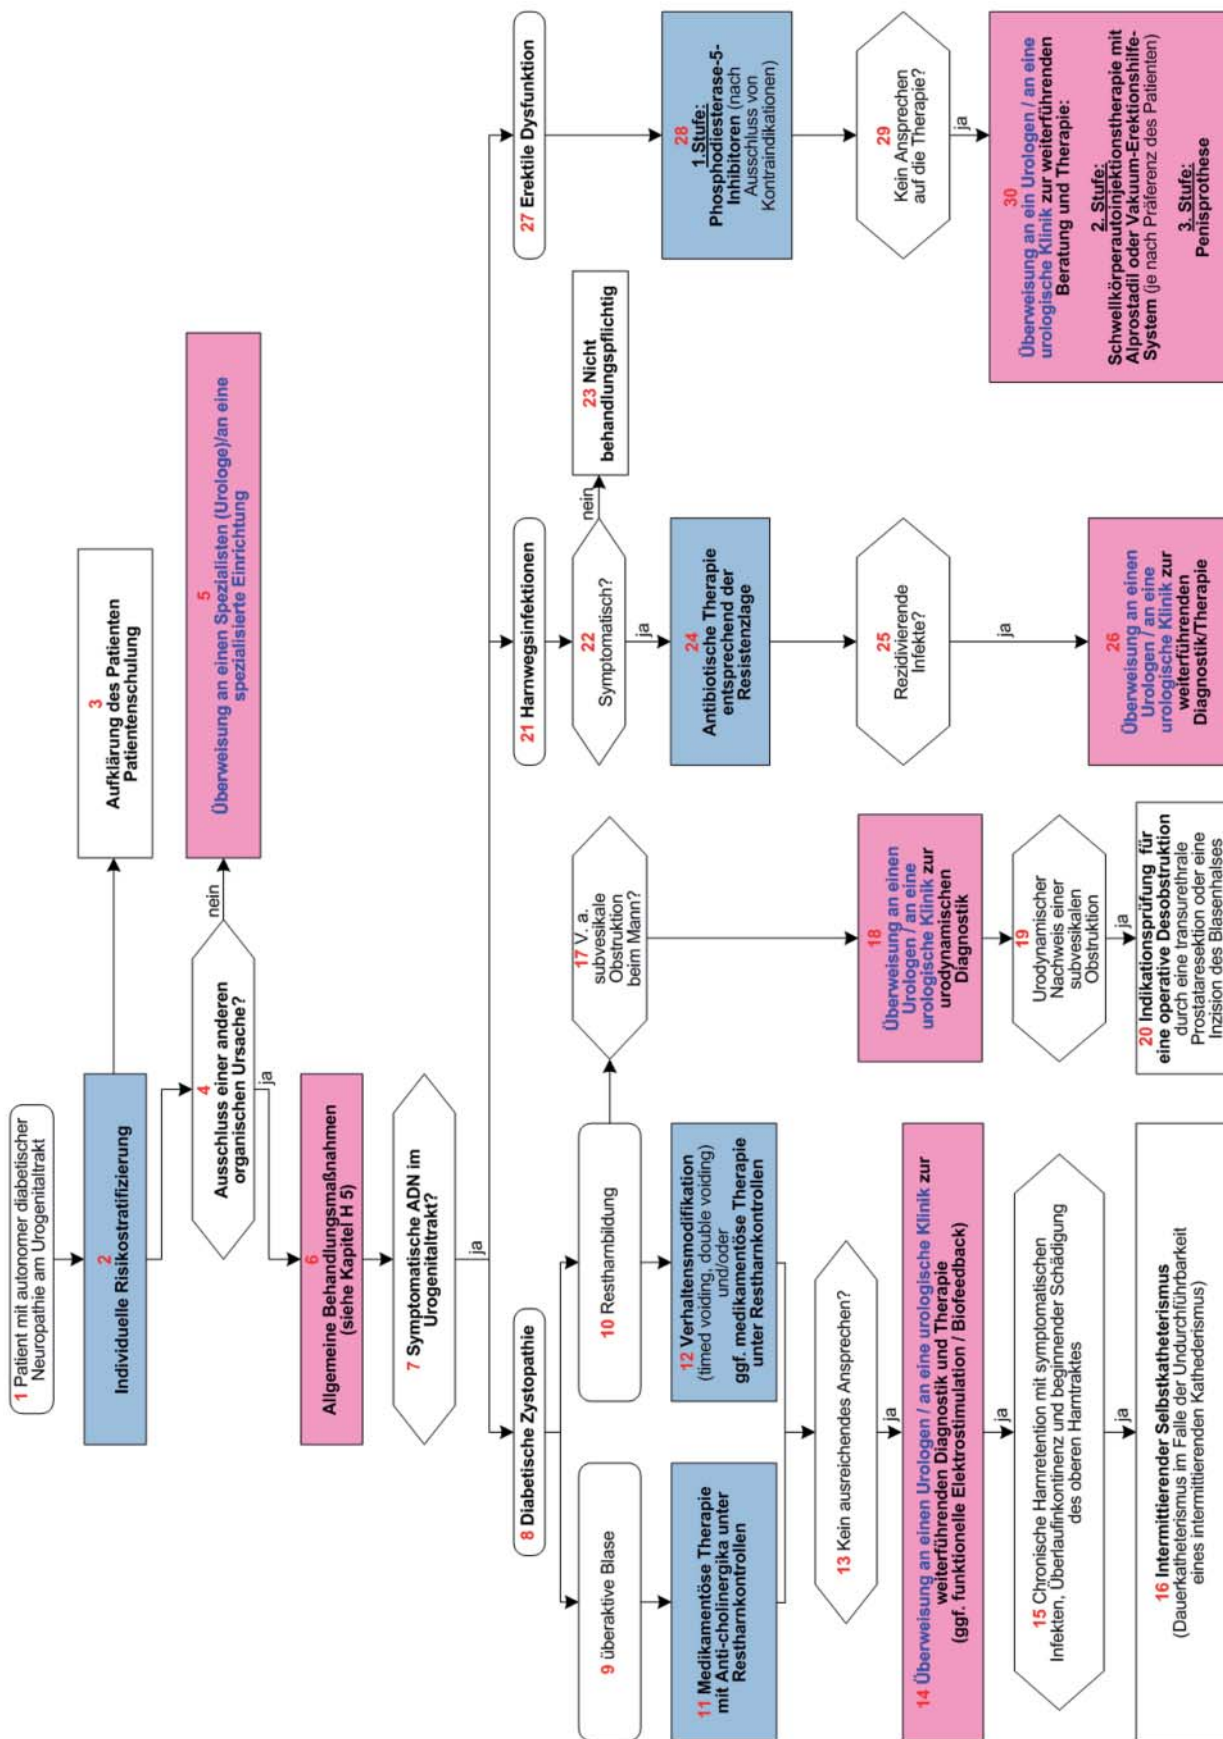 1 Patient mit autonomer diabetischer
Neuropathie am Urogenitaltrakt
2
Individuelle Risikostratifizierung
3
Aufklärung des Patienten
Patientenschulung
4
Ausschluss einer anderen
organischen Ursache?
nein
ja
5
Überweisung an einen Spezialisten (Urologe)/an eine
spezialisierte Einrichtung
6
Allgemeine Behandlungsmaßnahmen
(siehe Kapitel H 5)
7 Symptomatische ADN im
Urogenitaltrakt?
ja
8 Diabetische Zystopathie
9 überaktive Blase
10 Restharnbildung
11 Medikamentöse Therapie
mit Anti-cholinergika unter
Restharnkontrollen
12 Verhaltensmodifikation
(timed voiding, double voiding)
und/oder
ggf. medikamentöse Therapie
unter Restharnkontrollen
13 Kein ausreichendes Ansprechen?
ja
14 Überweisung an einen Urologen / an eine urologische Klinik zur
weiterführenden Diagnostik und Therapie
(ggf. funktionelle Elektrostimulation / Biofeedback)
ja
15 Chronische Harnretention mit symptomatischen
Infekten, Überlaufinkontinenz und beginnender Schädigung
des oberen Harntraktes
ja
16 Intermittierender Selbstkatheterismus
(Dauerkatheterismus im Falle der Undurchführbarkeit
eines intermittierenden Kathederismus)
17 V. a.
subvesikale
Obstruktion
beim Mann?
18
Überweisung an einen
Urologen / an eine
urologische Klinik zur
urodynamischen
Diagnostik
19
Urodynamischer
Nachweis einer
subvesikalen
Obstruktion
ja
20 Indikationsprüfung für
eine operative Desobstruktion
durch eine transurethrale
Prostataresektion oder eine
Inzision des Blasenhalses
21 Harnwegsinfektionen
22
Symptomatisch?
nein
ja
23 Nicht
behandlungspflichtig
24
Antibiotische Therapie
entsprechend der
Resistenzlage
25
Rezidivierende
Infekte?
ja
26
Überweisung an einen
Urologen / an eine
urologische Klinik zur
weiterführenden
Diagnostik/Therapie
27 Erektile Dysfunktion
28
1.Stufe:
Phosphodiesterase-5-
Inhibitoren (nach
Ausschluss von
Kontraindikationen)
29
Kein Ansprechen
auf die Therapie?
ja
30
Überweisung an ein Urologen / an eine
urologische Klinik zur weiterführenden
Beratung und Therapie:
2. Stufe:
Schwellkörperautoinjektionstherapie mit
Alprostadil oder Vakuum-Erektionshilfe-
System (je nach Präferenz des Patienten)
3. Stufe:
Penisprothese